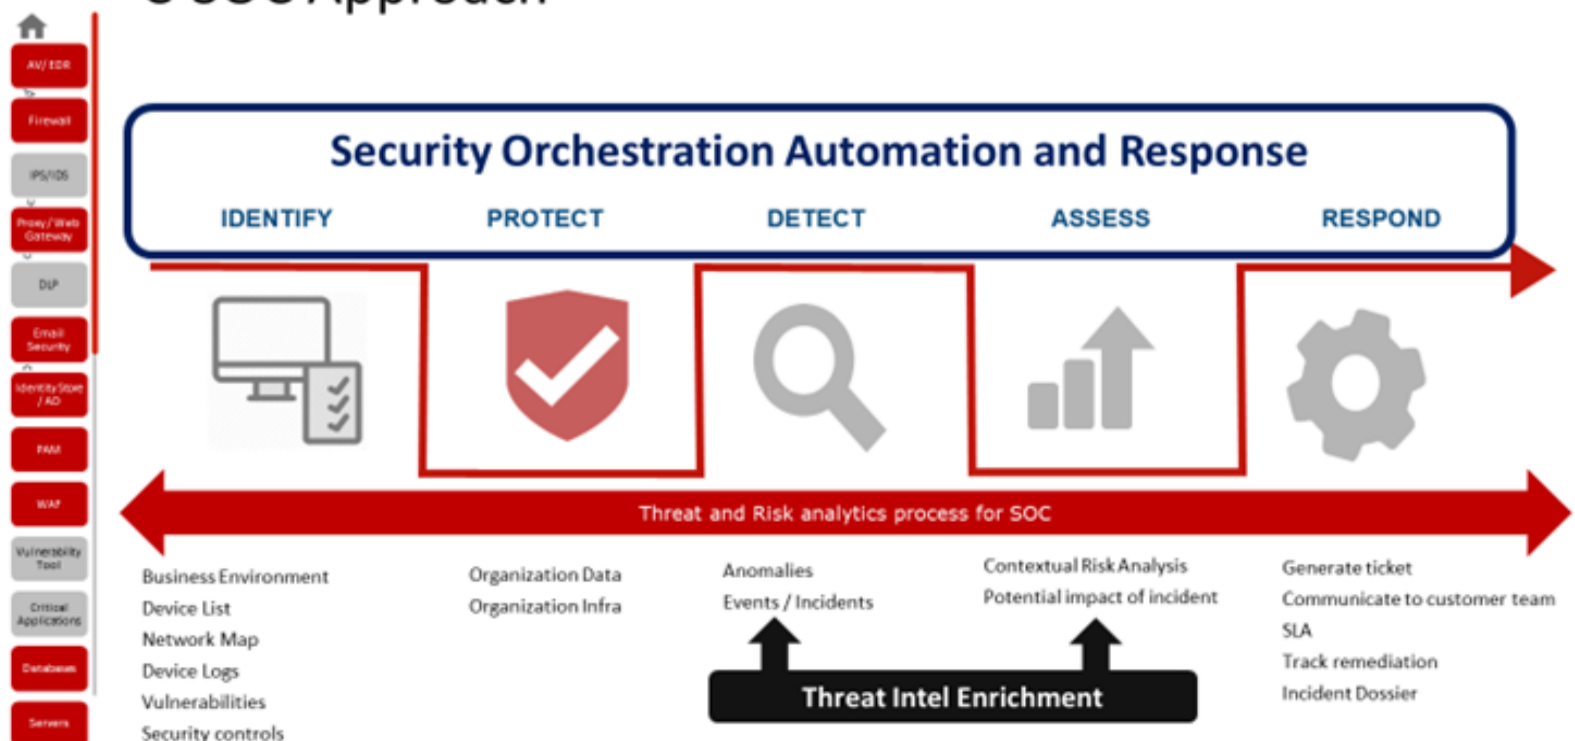 SOC Approach
AV/ EDR
Firewall
IPS/IDS
Proxy / Web
Gateway
DLP
Email
Security
Identity Store
/ AD
PAM
WAF
Vulnerability
Tool
Critical
Applications
Databases
Servers
Security Orchestration Automation and Response
IDENTIFY
PROTECT
DETECT
ASSESS
RESPOND
Threat and Risk analytics process for SOC
Business Environment
Device List
Network Map
Device Logs
Vulnerabilities
Security controls
Organization Data
Organization Infra
Anomalies
Events / Incidents
Contextual Risk Analysis
Potential impact of incident
Threat Intel Enrichment
Generate ticket
Communicate to customer team
SLA
Track remediation
Incident Dossier